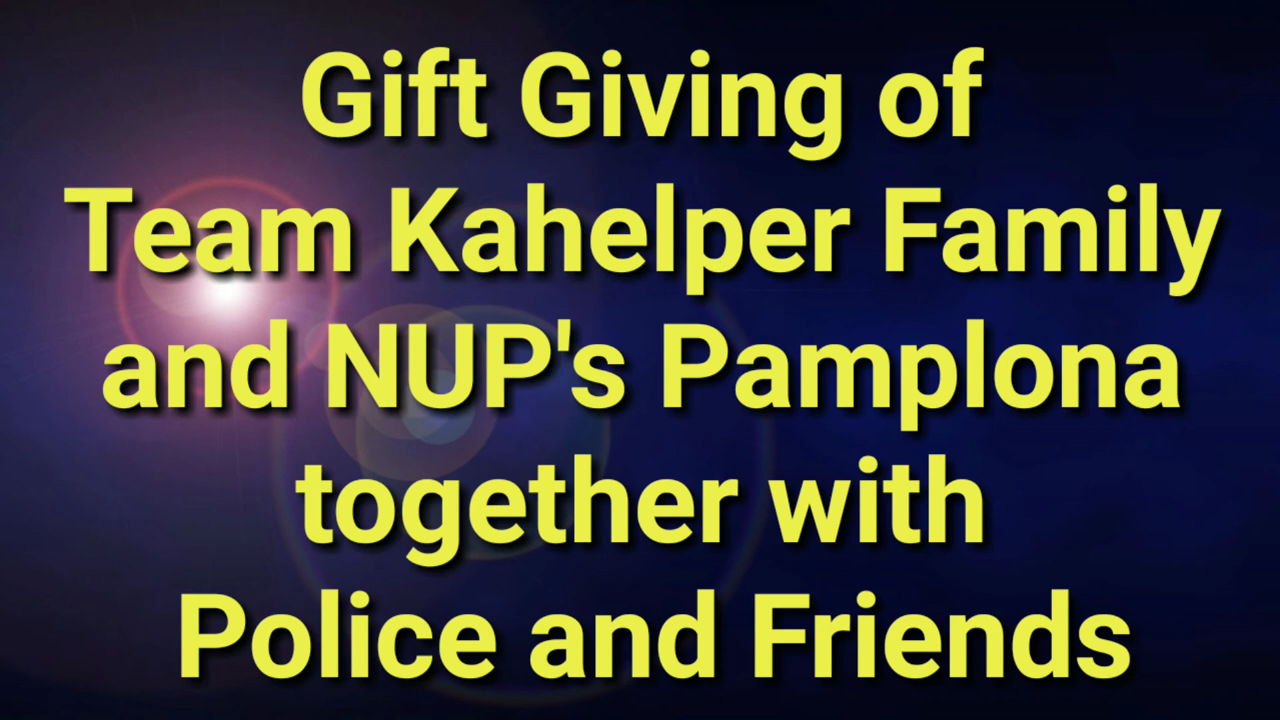 Gift Giving of
Team Kahelper Family
and NUP's Pamplona
together with
Police and Friends